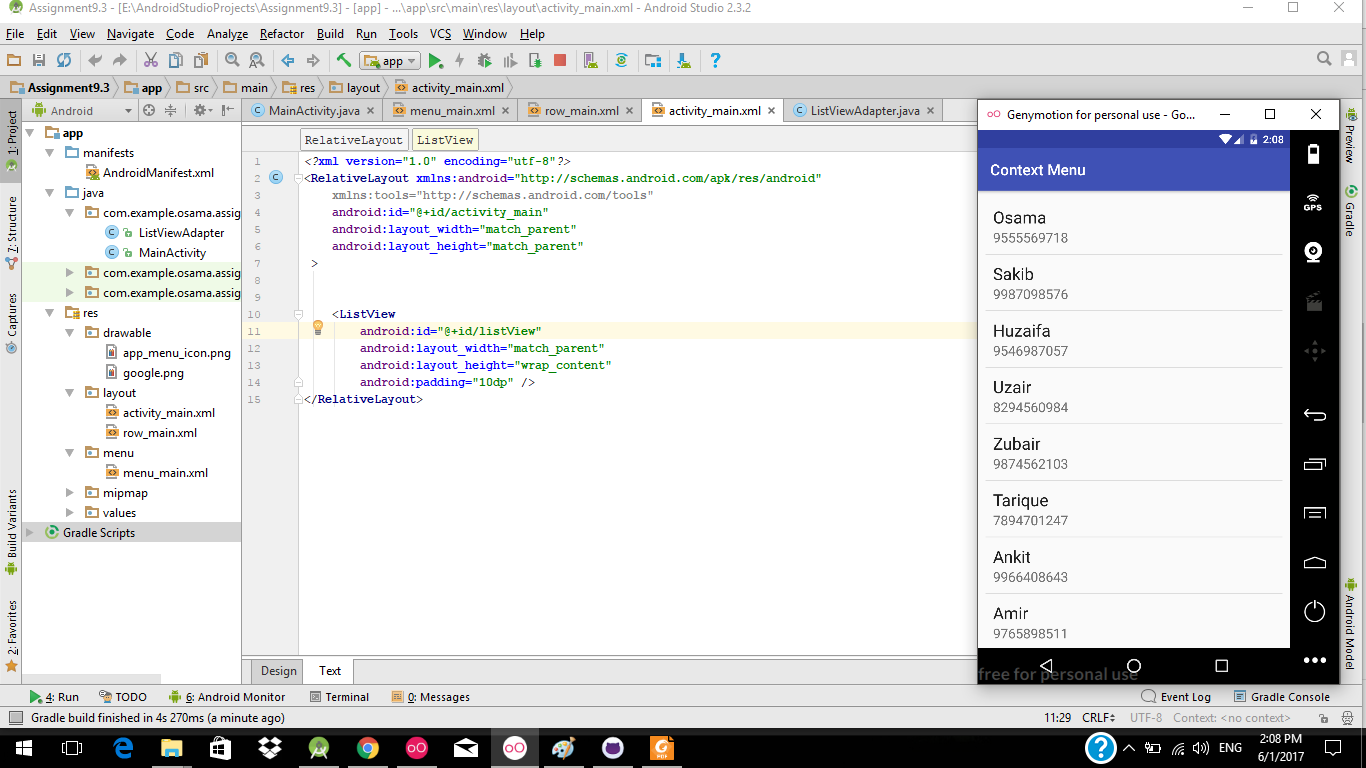 Assignment9.3 - [E:\AndroidStudioProjects\Assignment9.3] - [app] - ...\app\src\main\res\layout\activity_main.xml - Android Studio 2.3.2
File Edit View Navigate Code Analyze Refactor Build Run Tools VCS Window Help
app
Assignment9.3 app src main res layout activity_main.xml
Android
MainActivity.java menu_main.xml row_main.xml activity_main.xml ListViewAdapter.java
1: Project
7: Structure
Captures
Build Variants
2: Favorites
app
manifests
AndroidManifest.xml
java
com.example.osama.assig
ListViewAdapter
MainActivity
com.example.osama.assig
com.example.osama.assig
res
drawable
app_menu_icon.png
google.png
layout
activity_main.xml
row_main.xml
menu
menu_main.xml
mipmap
values
Gradle Scripts
RelativeLayout ListView
1 <?xml version="1.0" encoding="utf-8"?>
2 <RelativeLayout xmlns:android="http://schemas.android.com/apk/res/android"
3 xmlns:tools="http://schemas.android.com/tools"
4 android:id="@+id/activity_main"
5 android:layout_width="match_parent"
6 android:layout_height="match_parent"
7 >
8
9
10 <ListView
11 android:id="@+id/listView"
12 android:layout_width="match_parent"
13 android:layout_height="wrap_content"
14 android:padding="10dp" />
15 </RelativeLayout>
Design Text
Genymotion for personal use - Go...
2:08
Context Menu
Osama
9555569718
Sakib
9987098576
Huzaifa
9546987057
Uzair
8294560984
Zubair
9874562103
Tarique
7894701247
Ankit
9966408643
Amir
9765898511
free for personal use
GPS
Preview
Gradle
Android Model
4: Run TODO 6: Android Monitor Terminal 0: Messages Event Log Gradle Console
Gradle build finished in 4s 270ms (a minute ago) 11:29 CRLF UTF-8 Context: <no context>
PDF
ENG
2:08 PM
6/1/2017